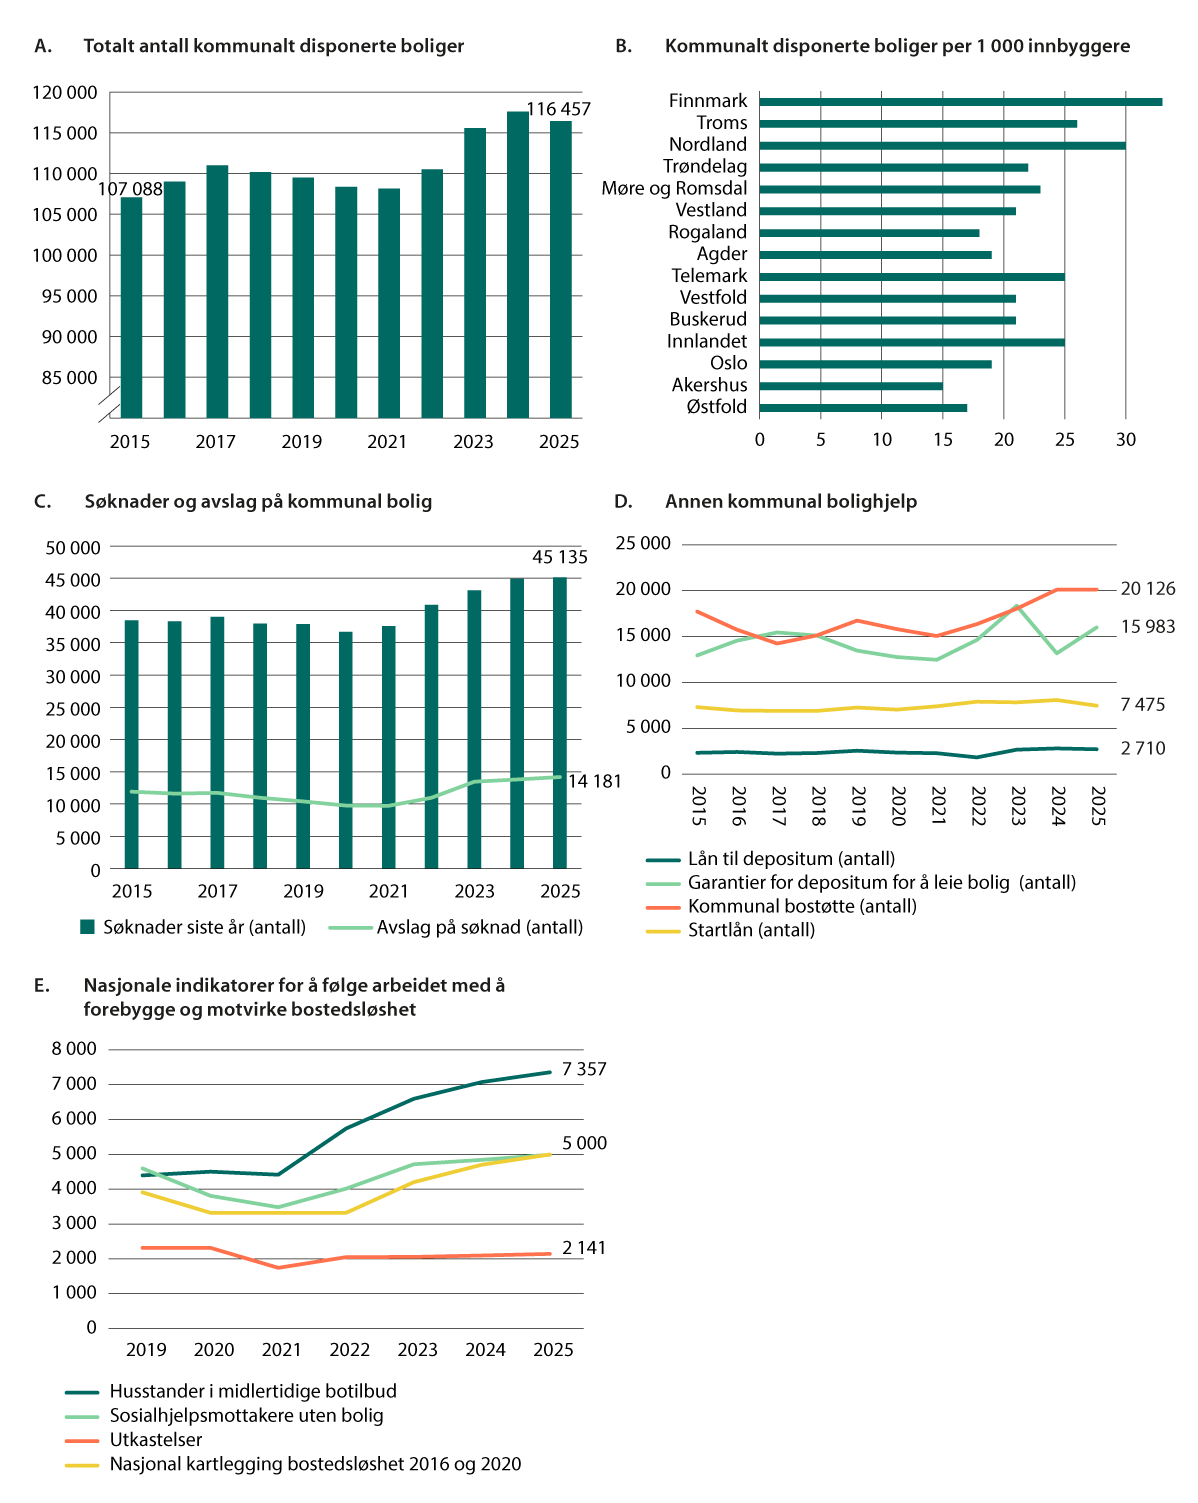 A. Totalt antall kommunalt disponerte boliger
120 000
115 000
110 000
105 000
100 000
95 000
90 000
85 000
107 088
116 457
2015 2017 2019 2021 2023 2025
B. Kommunalt disponerte boliger per 1 000 innbyggere
Finnmark
Troms
Nordland
Trøndelag
Møre og Romsdal
Vestland
Rogaland
Agder
Telemark
Vestfold
Buskerud
Innlandet
Oslo
Akershus
Østfold
0 5 10 15 20 25 30
C. Søknader og avslag på kommunal bolig
50 000
45 000
40 000
35 000
30 000
25 000
20 000
15 000
10 000
5 000
0
45 135
14 181
2015 2017 2019 2021 2023 2025
Søknader siste år (antall) Avslag på søknad (antall)
D. Annen kommunal bolighjelp
25 000
20 000
15 000
10 000
5 000
0
20 126
15 983
7 475
2 710
2015 2016 2017 2018 2019 2020 2021 2022 2023 2024 2025
Lån til depositum (antall)
Garantier for depositum for å leie bolig (antall)
Kommunal bostøtte (antall)
Startlån (antall)
E. Nasjonale indikatorer for å følge arbeidet med å
forebygge og motvirke bostedsløshet
8 000
7 000
6 000
5 000
4 000
3 000
2 000
1 000
0
7 357
5 000
2 141
2019 2020 2021 2022 2023 2024 2025
Husstander i midlertidige botilbud
Sosialhjelpsmottakere uten bolig
Utkastelser
Nasjonal kartlegging bostedsløshet 2016 og 2020